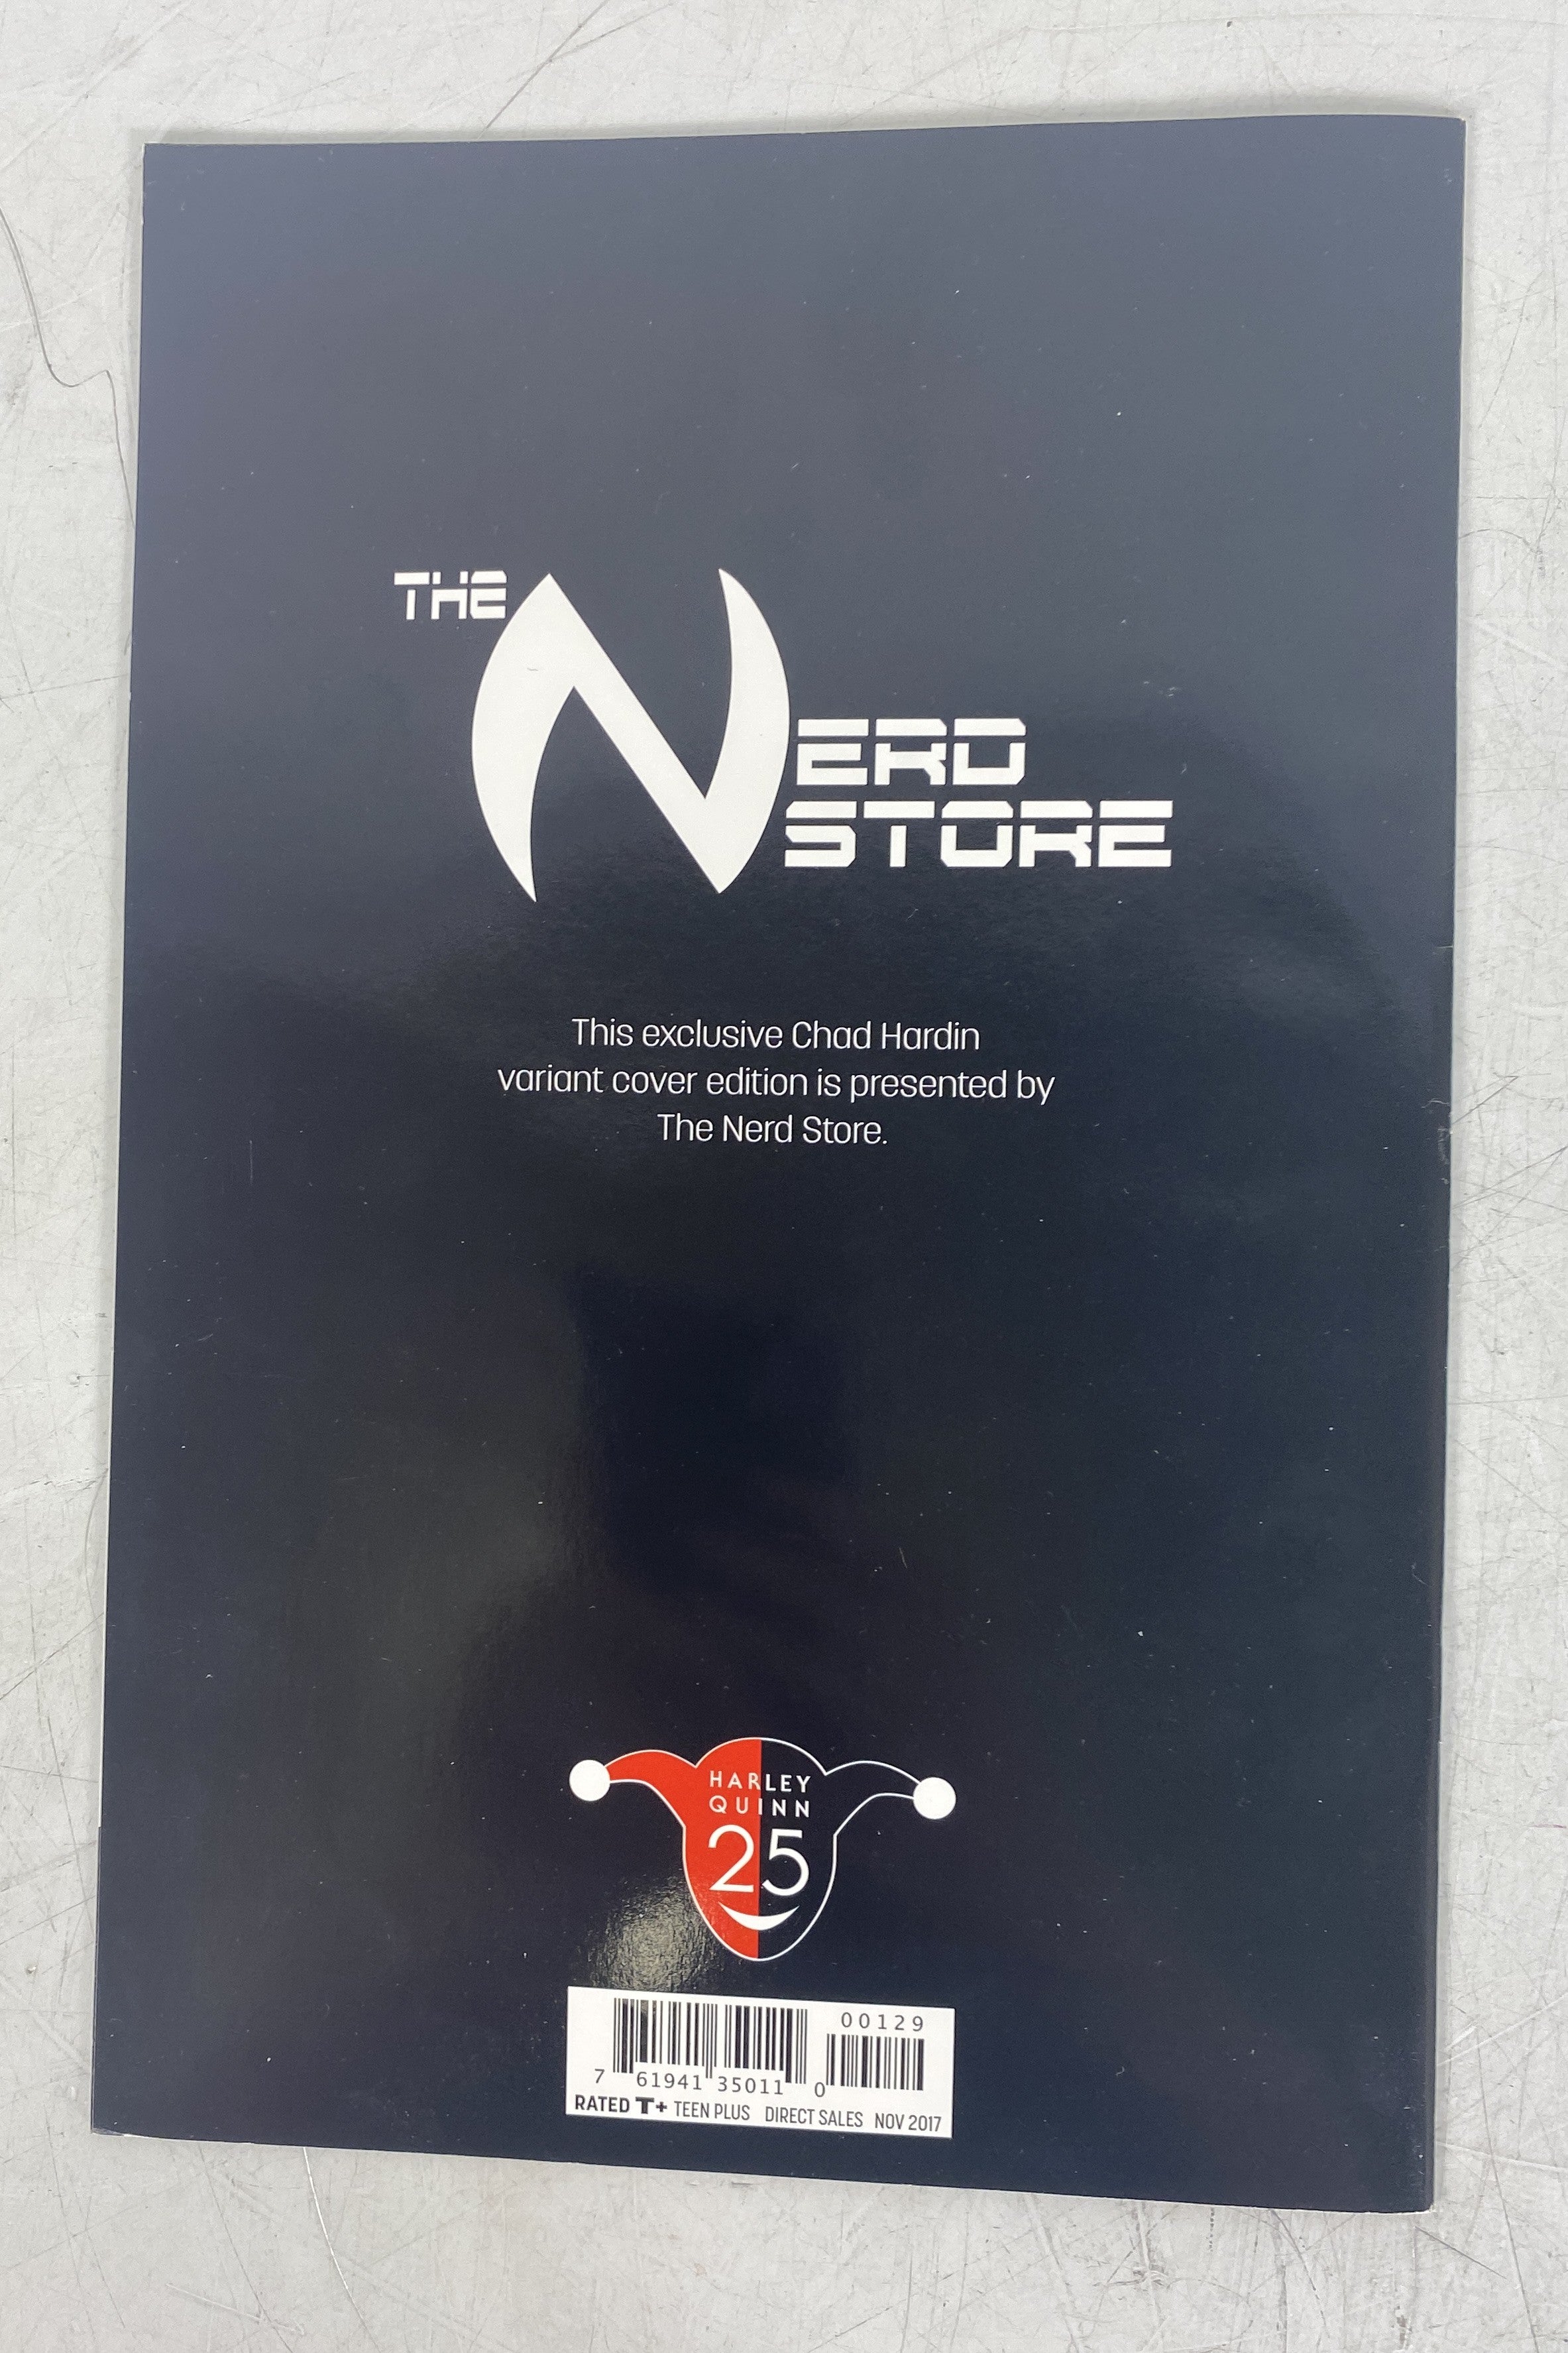 THE
NERD
STORE
This exclusive Chad Hardin
variant cover edition is presented by
The Nerd Store.
HARLEY
QUINN
25
00129
7 61941 35011 0
RATED T+ TEEN PLUS DIRECT SALES NOV 2017